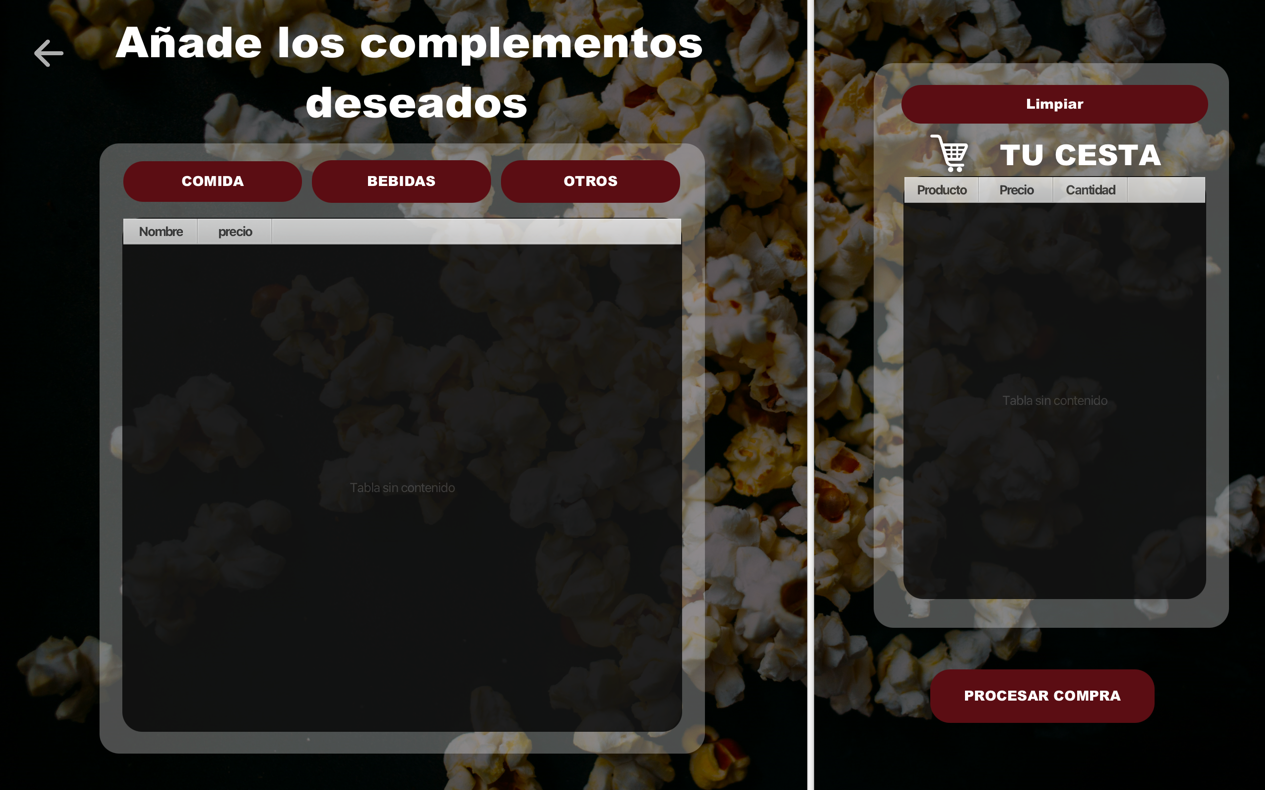 Añade los complementos
deseados
COMIDA
BEBIDAS
OTROS
Nombre precio
Tabla sin contenido
Limpiar
TU CESTA
Producto Precio Cantidad
Tabla sin contenido
PROCESAR COMPRA